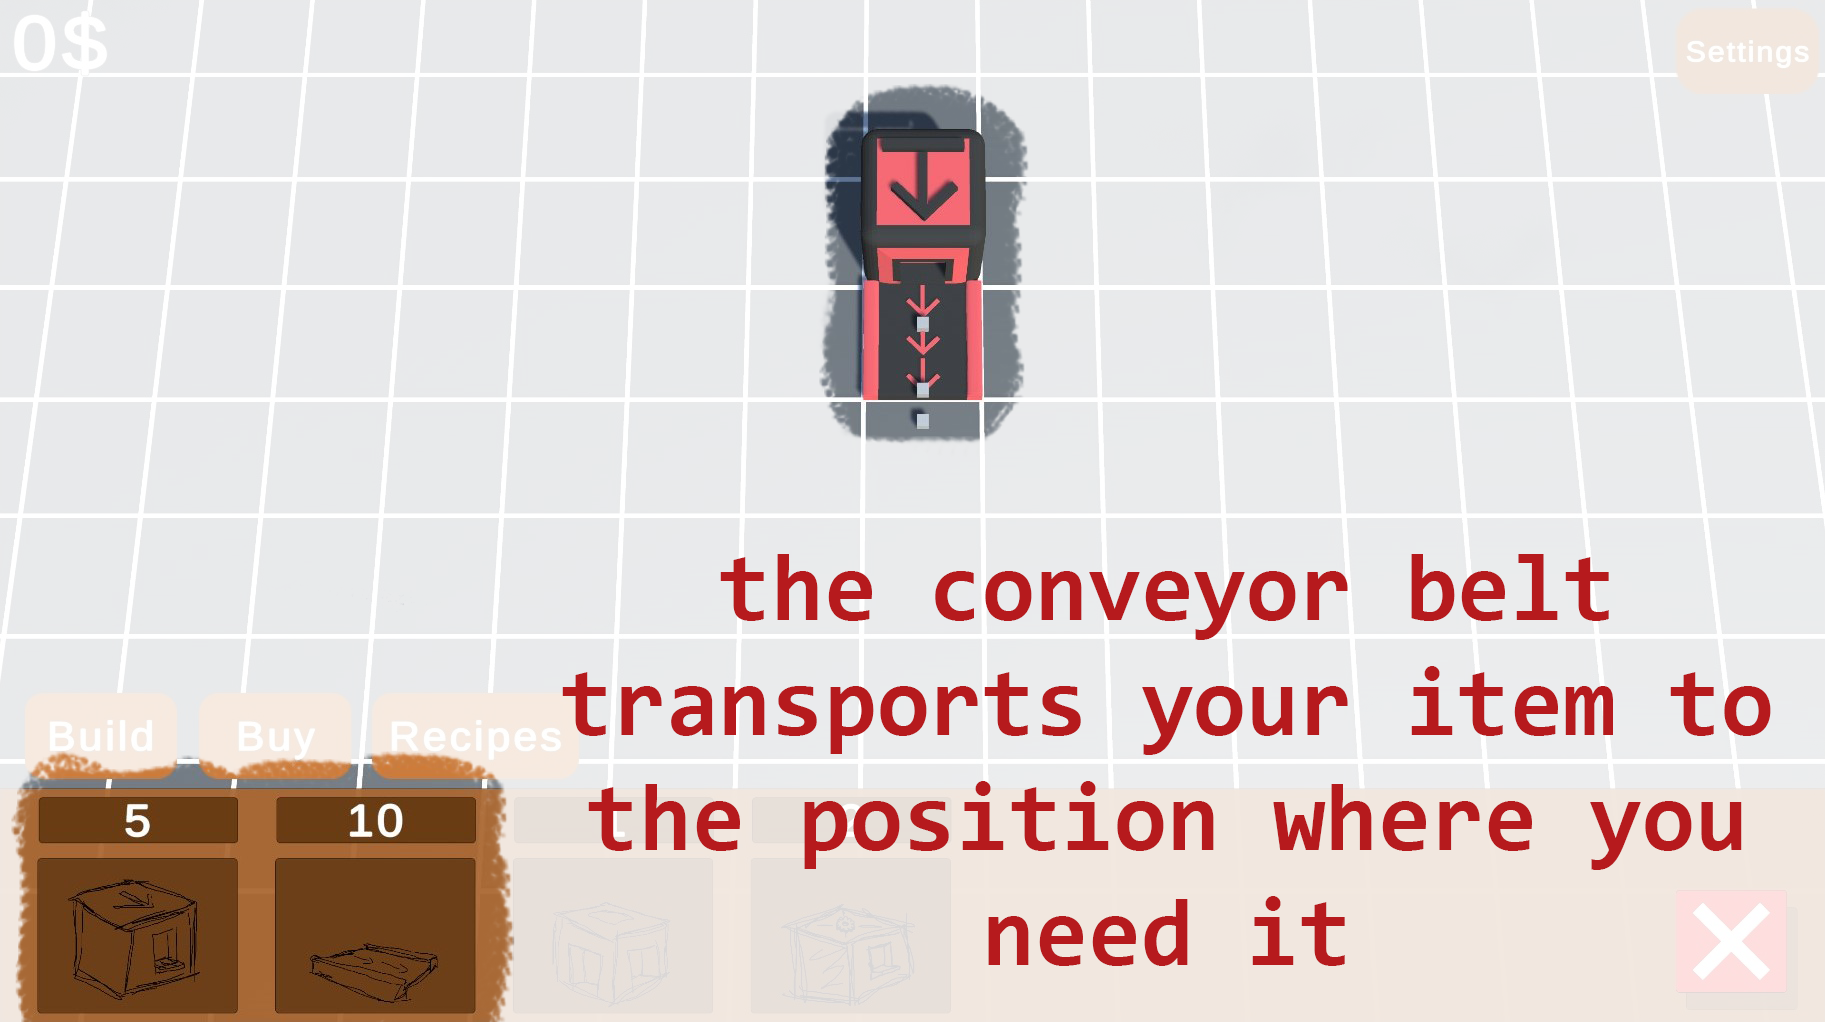 0$
Settings
the conveyor belt
transports your item to
the position where you
need it
Build Buy Recipes
5 10